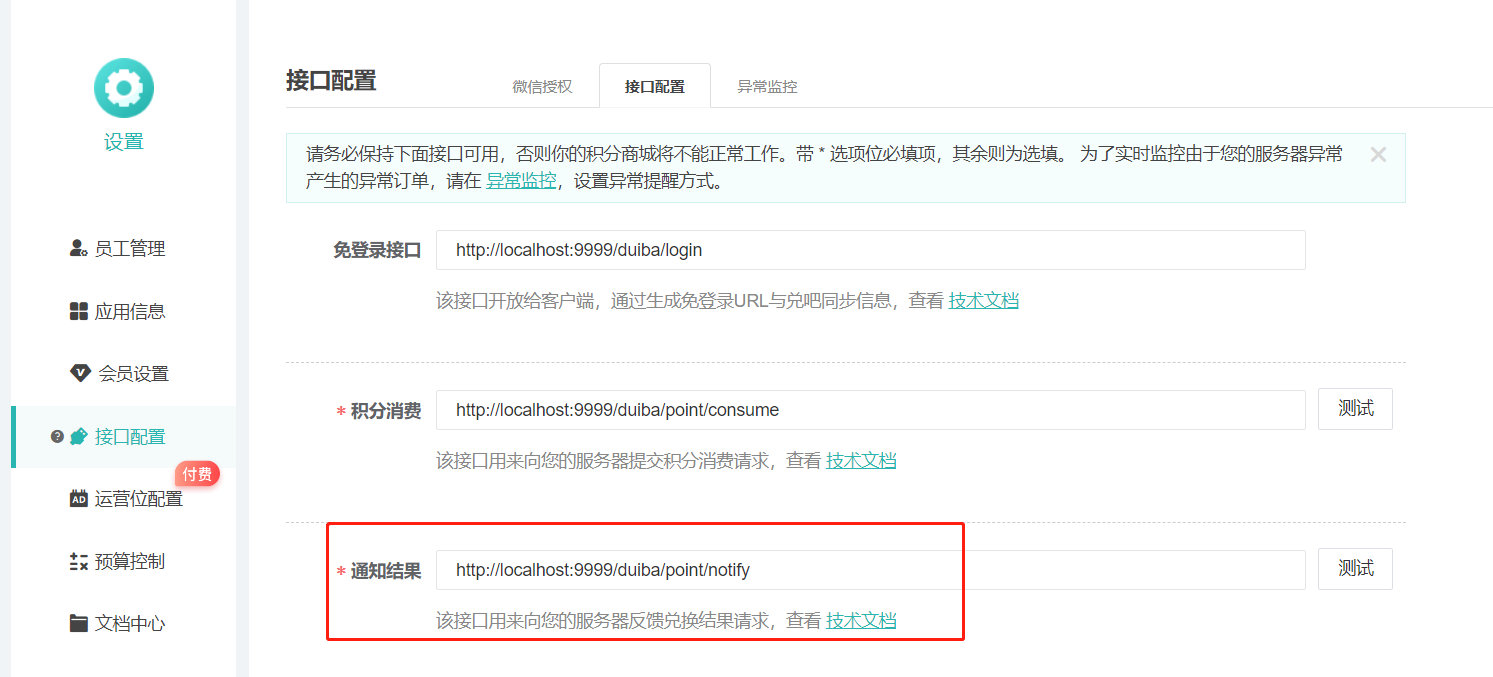 设置
员工管理
应用信息
会员设置
接口配置
付费
运营位配置
预算控制
文档中心
接口配置
微信授权
接口配置
异常监控
请务必保持下面接口可用，否则你的积分商城将不能正常工作。带 * 选项位必填项，其余则为选填。 为了实时监控由于您的服务器异常
产生的异常订单，请在 异常监控，设置异常提醒方式。
免登录接口 http://localhost:9999/duiba/login
该接口开放给客户端，通过生成免登录URL与兑吧同步信息，查看 技术文档
* 积分消费 http://localhost:9999/duiba/point/consume 测试
该接口用来向您的服务器提交积分消费请求，查看 技术文档
* 通知结果 http://localhost:9999/duiba/point/notify 测试
该接口用来向您的服务器反馈兑换结果请求，查看 技术文档